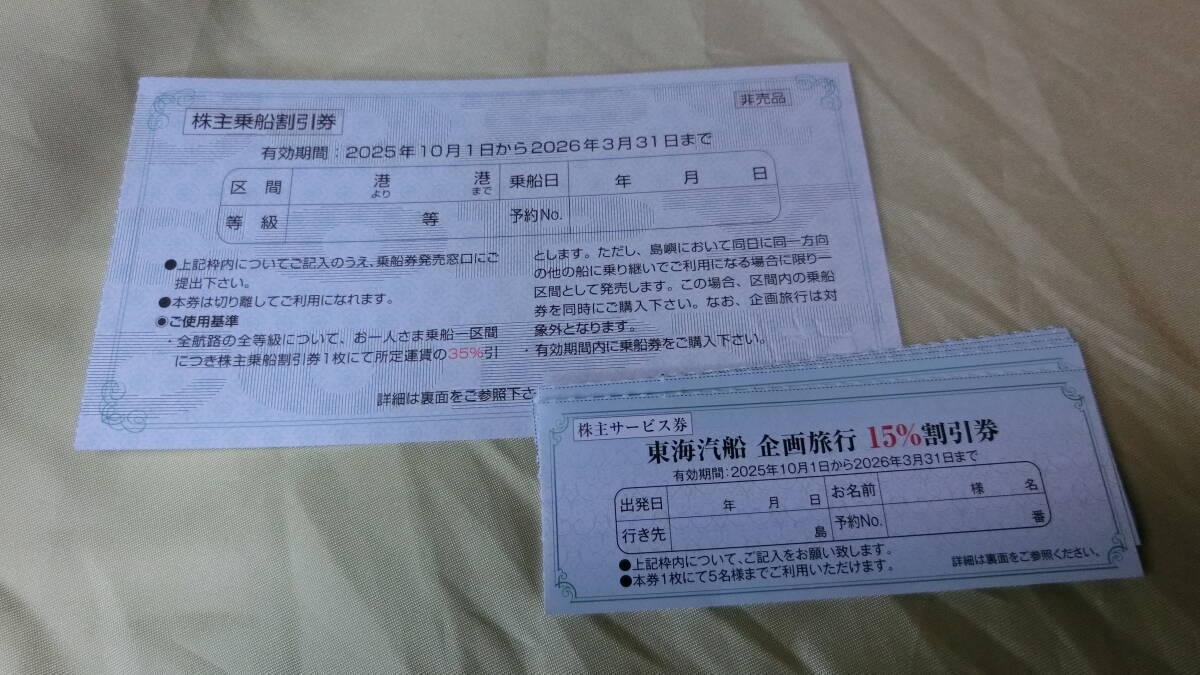 株主乗船割引券
非売品
有効期間：2025年10月1日から2026年3月31日まで
区間 港より 港まで 乗船日 年 月 日
等級 等 予約No.
●上記枠内についてご記入のうえ、乗船券発売窓口にご
提出下さい。
●本券は切り離してご利用になれます。
◉ご使用基準
・全航路の全等級について、お一人さま乗船一区間
につき株主乗船割引券1枚にて所定運賃の35%引
とします。ただし、島嶼において同日に同一方向
の他の船に乗り継いでご利用になる場合に限り一
区間として発売します。この場合、区間内の乗船
券を同時にご購入下さい。なお、企画旅行は対
象外となります。
・有効期間内に乗船券をご購入下さい。
詳細は裏面をご参照下さ
株主サービス券
東海汽船 企画旅行 15%割引券
有効期間：2025年10月1日から2026年3月31日まで
出発日 年 月 日 お名前 様 名
行き先 島 予約No. 番
●上記枠内について、ご記入をお願い致します。
●本券1枚にて5名様までご利用いただけます。
詳細は裏面をご参照ください。